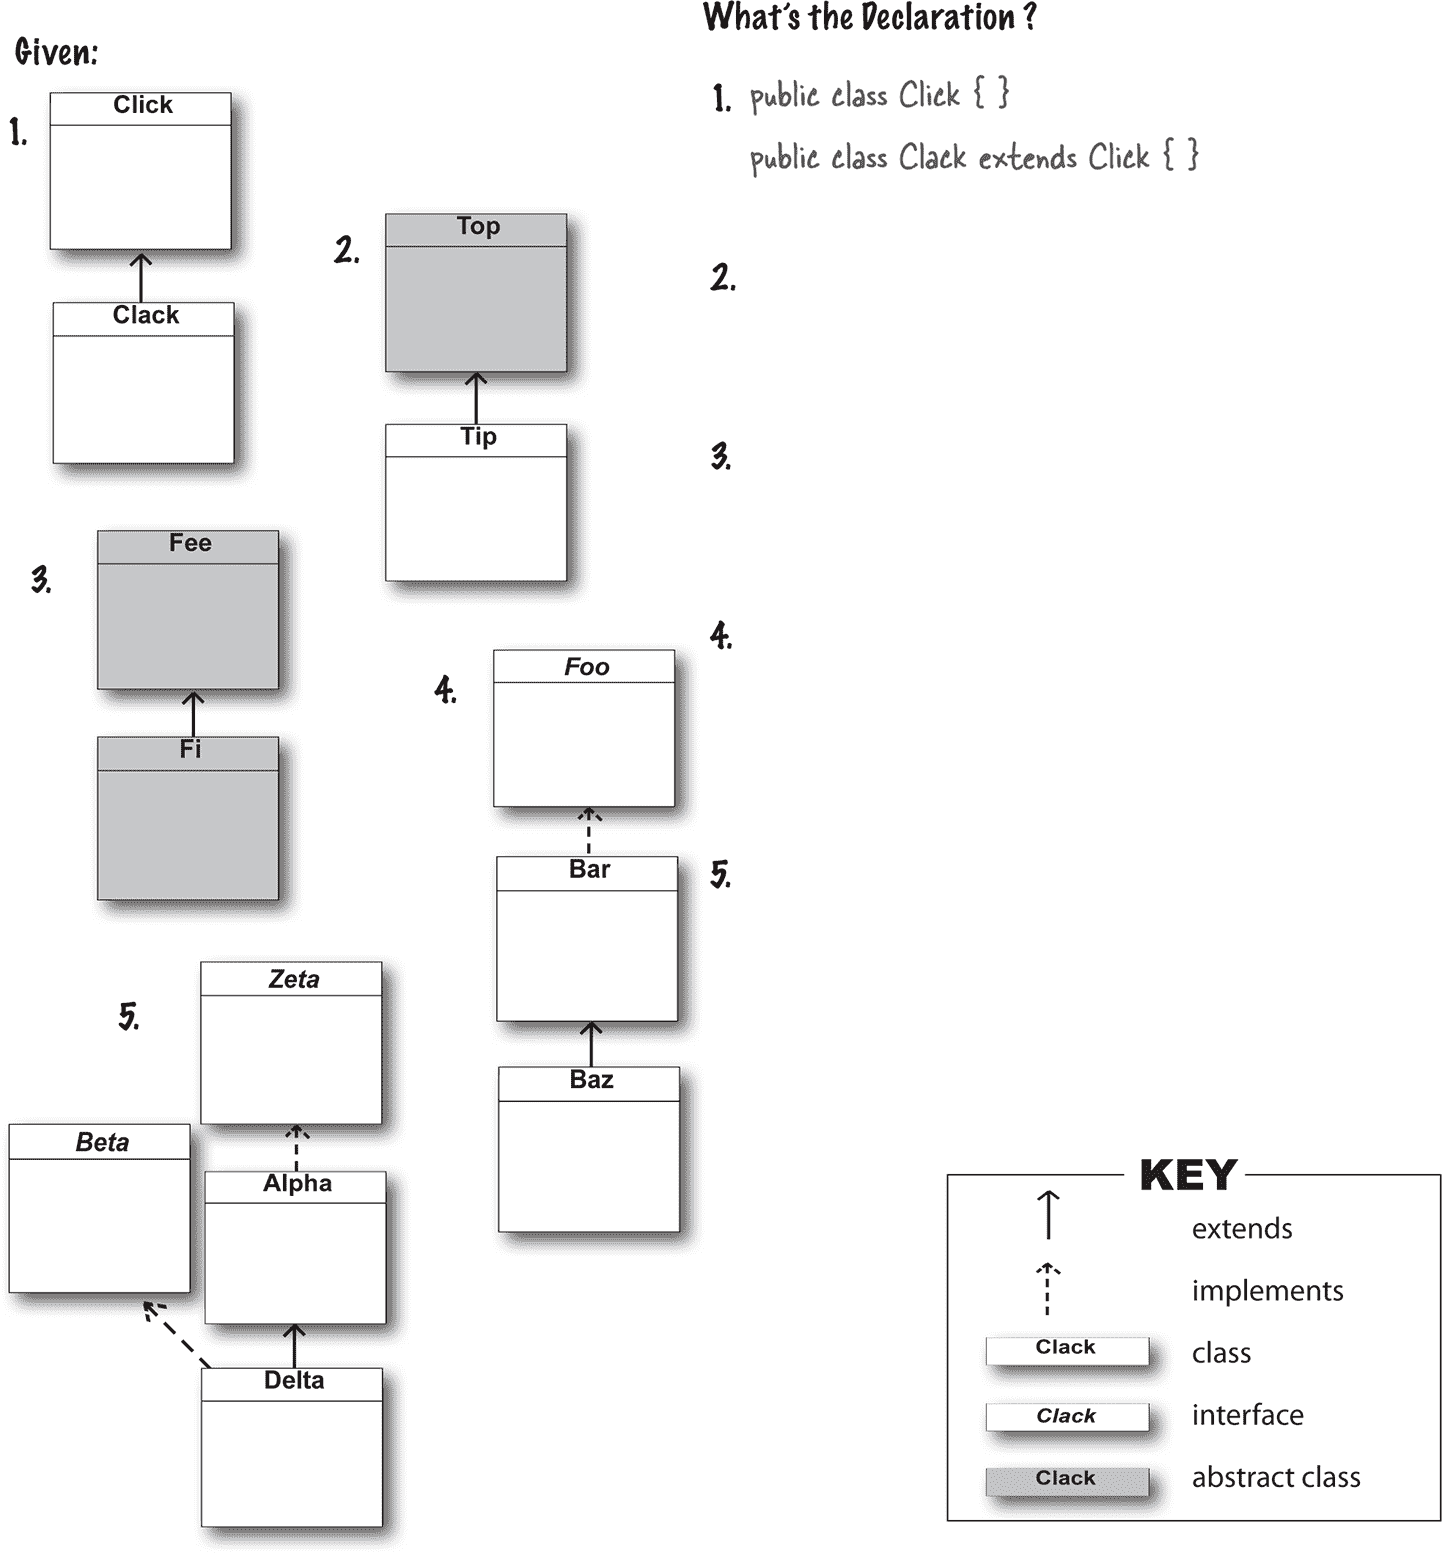 What's the Declaration ?
Given:
1.
Click
Clack
2.
Top
Tip
3.
Fee
Fi
4.
Foo
Bar
Baz
5.
Zeta
Beta
Alpha
Delta
1. public class Click { }
public class Clack extends Click { }
2.
3.
4.
5.
KEY
extends
implements
Clack class
Clack interface
Clack abstract class